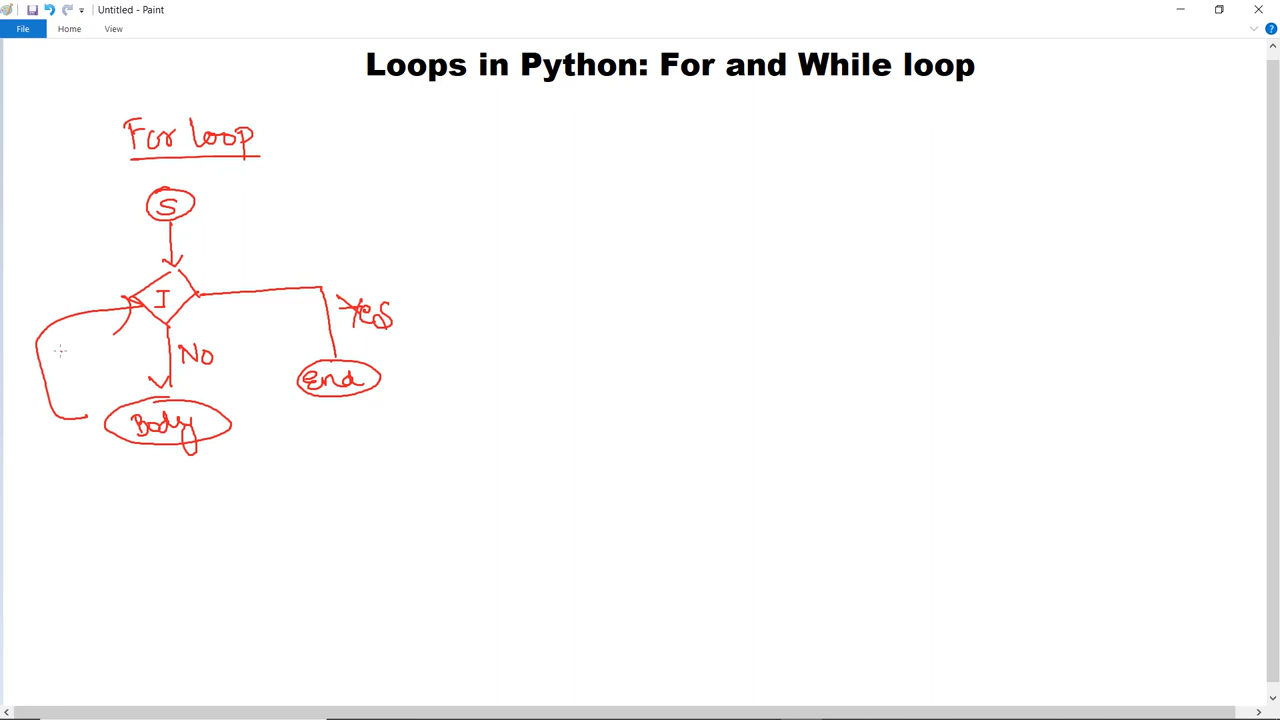 Untitled - Paint
File Home View
Loops in Python: For and While loop
For loop
S
I
Yes
No
End
Body